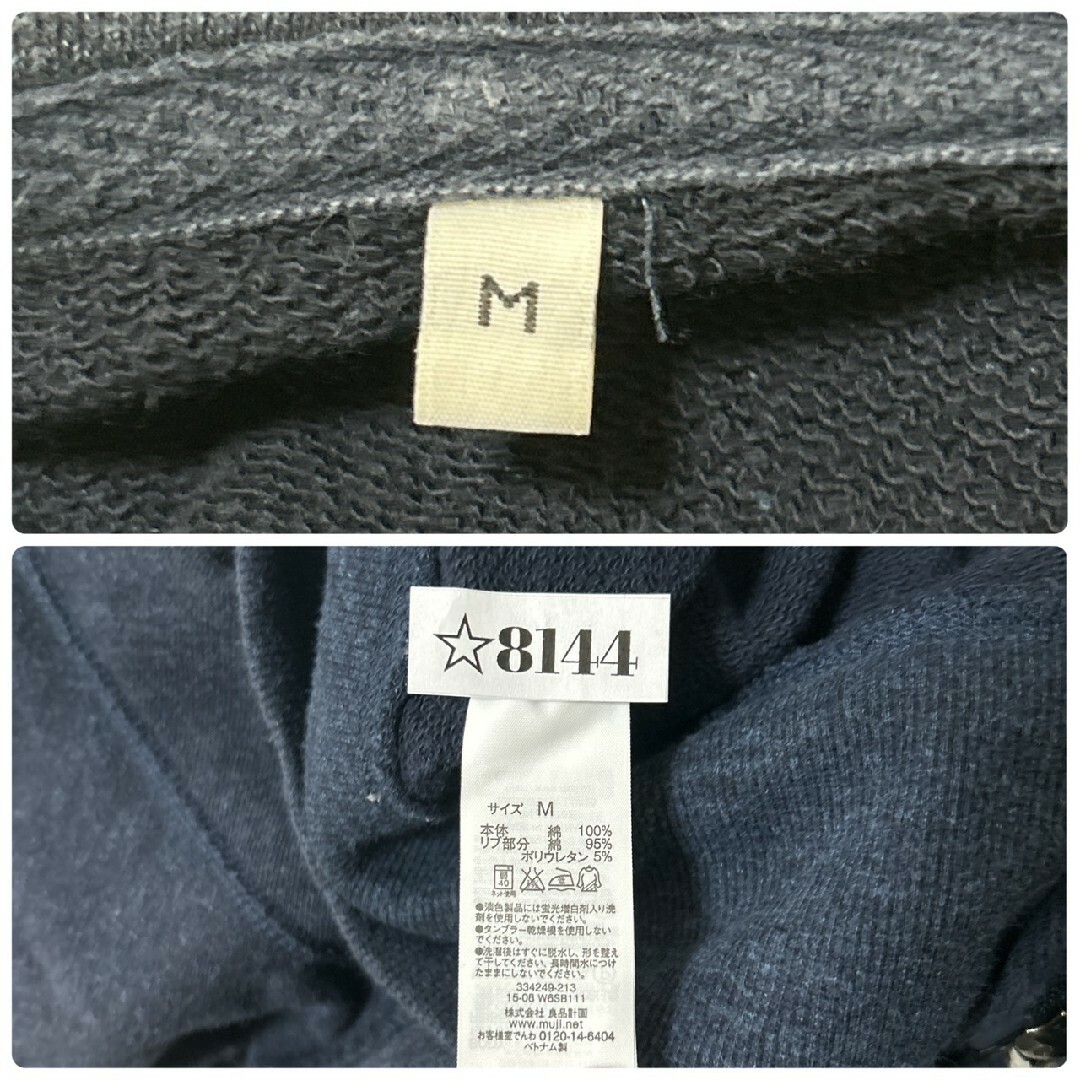 M
☆8144
サイズ M
本体 綿 100%
リブ部分 綿 95%
ポリウレタン 5%
40
ネット使用
●淡色製品には蛍光増白剤入り洗
剤を使用しないでください。
●タンブラー乾燥機を使用しない
でください。
●洗濯後はすぐに脱水し、形を整え
て干してください。長時間水につけ
たままにしないでください。
334249-213
15-08 W6SB111
株式会社 良品計画
www.muji.net
お客様室でんわ 0120-14-6404
ベトナム製